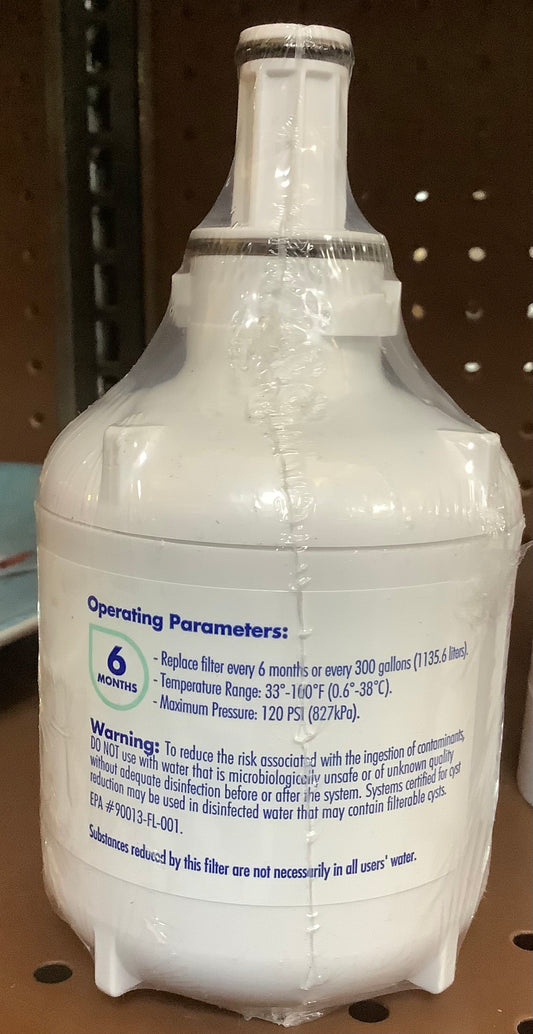 Operating Parameters:
6
MONTHS
- Replace filter every 6 months or every 300 gallons (1135.6 liters).
- Temperature Range: 33°-100°F (0.6°-38°C).
- Maximum Pressure: 120 PSI (827kPa).
Warning: To reduce the risk associated with the ingestion of contaminants,
DO NOT use with water that is microbiologically unsafe or of unknown quality
without adequate disinfection before or after the system. Systems certified for cyst
reduction may be used in disinfected water that may contain filterable cysts.
EPA #90013-FL-001.
Substances reduced by this filter are not necessarily in all users' water.